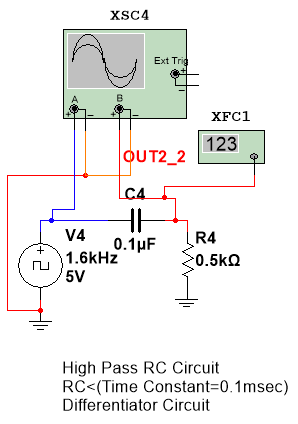 XSC4
Ext Trig
+
-
A
B
+ - + -
XFC1
123
OUT2_2
C4
0.1µF
V4
1.6kHz
5V
R4
0.5kΩ
High Pass RC Circuit
RC<(Time Constant=0.1msec)
Differentiator Circuit